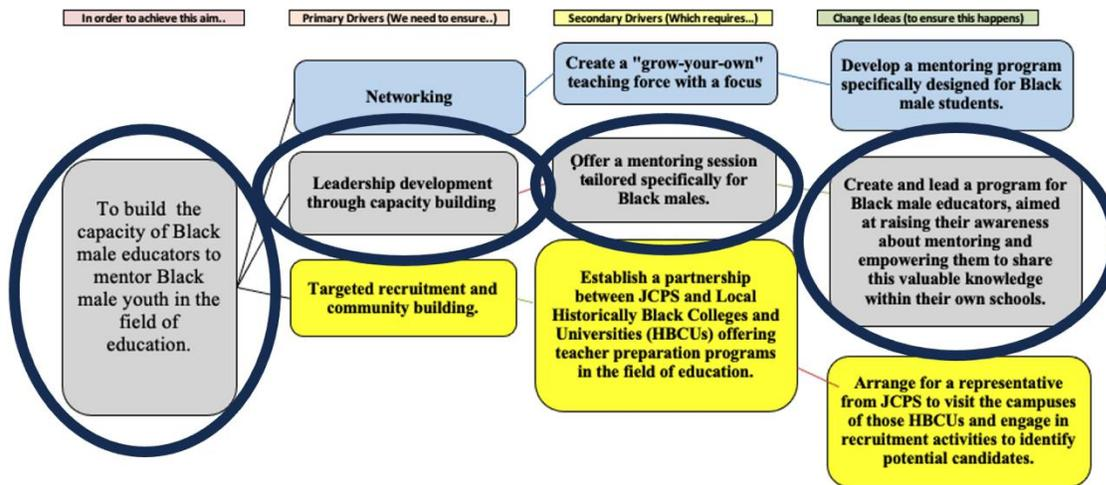 In order to achieve this aim..
Primary Drivers (We need to ensure..)
Secondary Drivers (Which requires...)
Change Ideas (to ensure this happens)
To build the
capacity of Black
male educators to
mentor Black
male youth in the
field of
education.
Networking
Leadership development
through capacity building
Targeted recruitment and
community building.
Create a "grow-your-own"
teaching force with a focus
Offer a mentoring session
tailored specifically for
Black males.
Establish a partnership
between JCPS and Local
Historically Black Colleges and
Universities (HBCUs) offering
teacher preparation programs
in the field of education.
Develop a mentoring program
specifically designed for Black
male students.
Create and lead a program for
Black male educators, aimed
at raising their awareness
about mentoring and
empowering them to share
this valuable knowledge
within their own schools.
Arrange for a representative
from JCPS to visit the campuses
of those HBCUs and engage in
recruitment activities to identify
potential candidates.